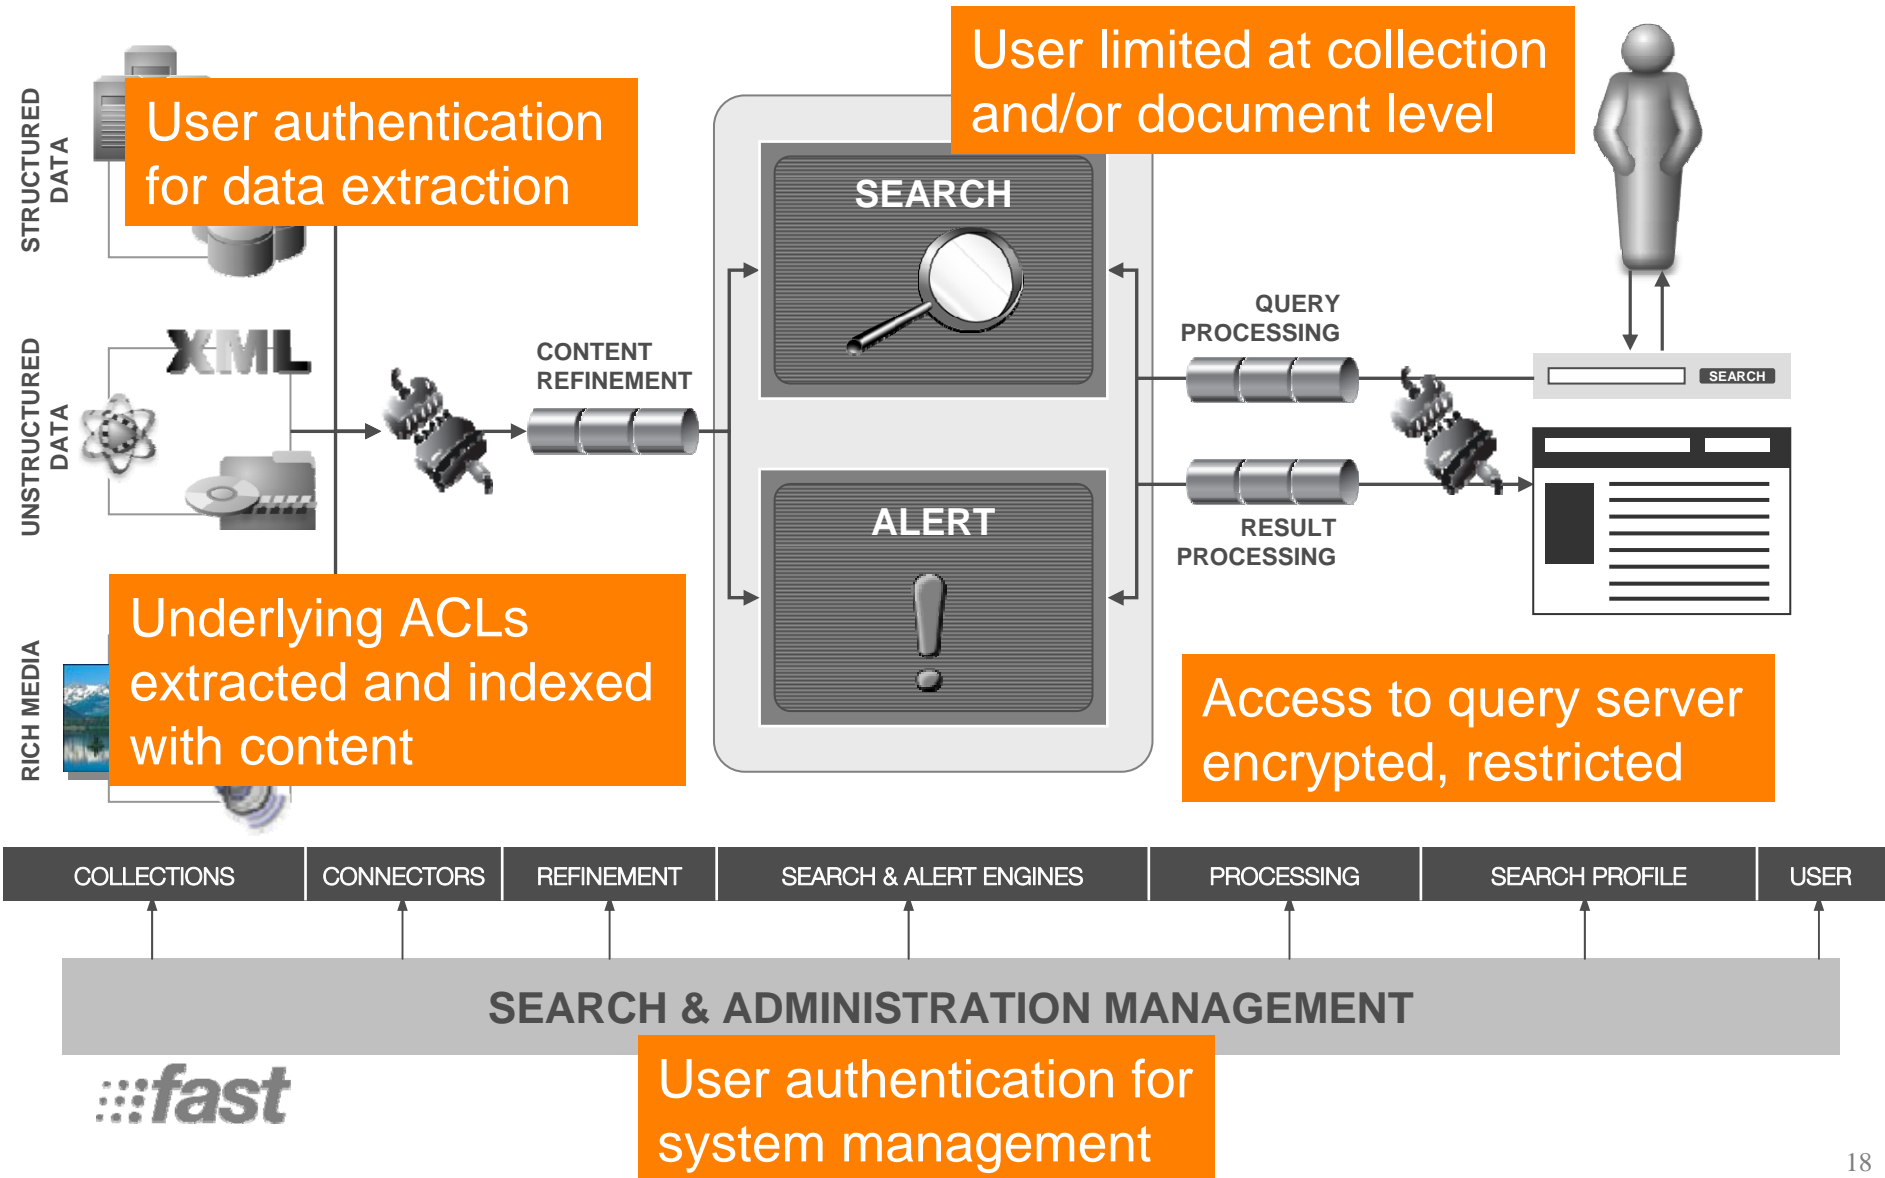 User limited at collection
and/or document level
User authentication
for data extraction
STRUCTURED
DATA
SEARCH
QUERY
PROCESSING
XML
UNSTRUCTURED
DATA
CONTENT
REFINEMENT
SEARCH
ALERT
RESULT
PROCESSING
Underlying ACLs
extracted and indexed
with content
RICH MEDIA
Access to query server
encrypted, restricted
COLLECTIONS
CONNECTORS
REFINEMENT
SEARCH & ALERT ENGINES
PROCESSING
SEARCH PROFILE
USER
SEARCH & ADMINISTRATION MANAGEMENT
fast
User authentication for
system management
18